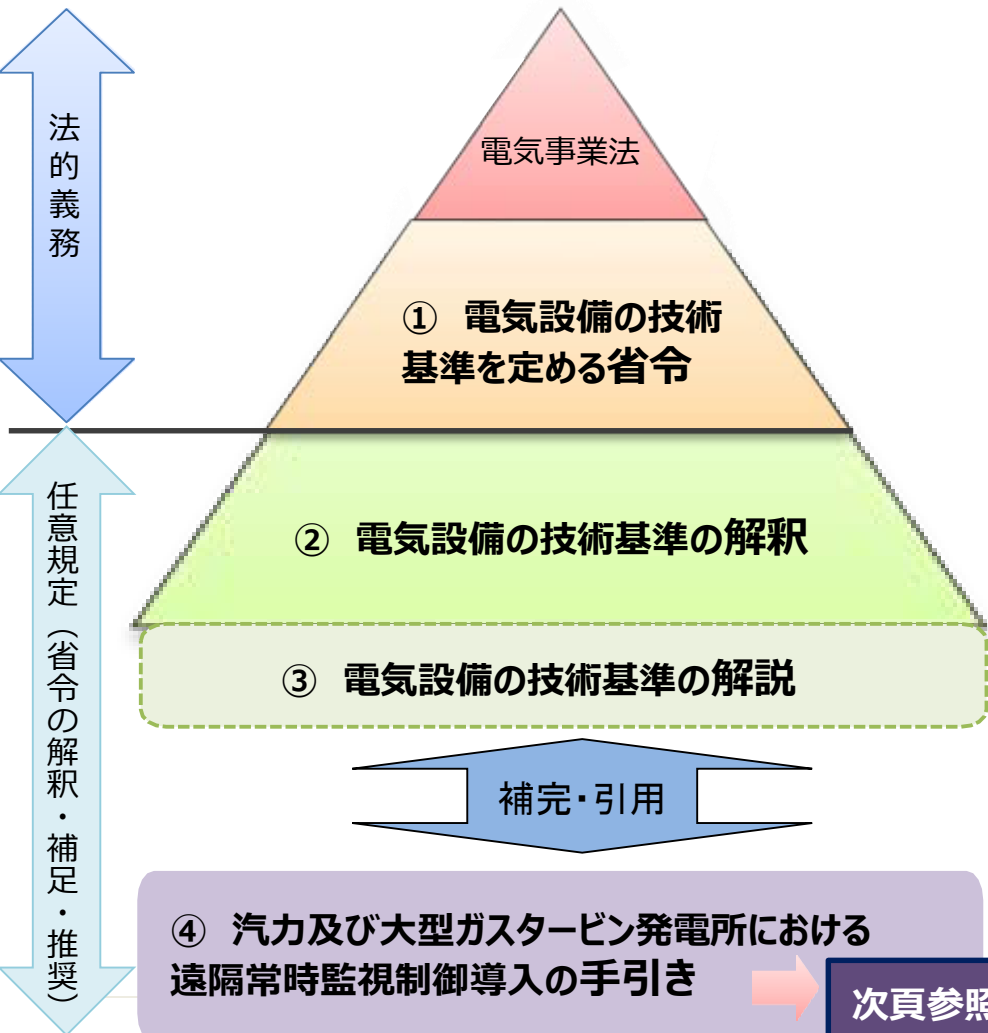 法的義務
電気事業法
① 電気設備の技術
基準を定める省令
任意規定（省令の解釈・補足・推奨）
② 電気設備の技術基準の解釈
③ 電気設備の技術基準の解説
補完・引用
④ 汽力及び大型ガスタービン発電所における
遠隔常時監視制御導入の手引き
次頁参照